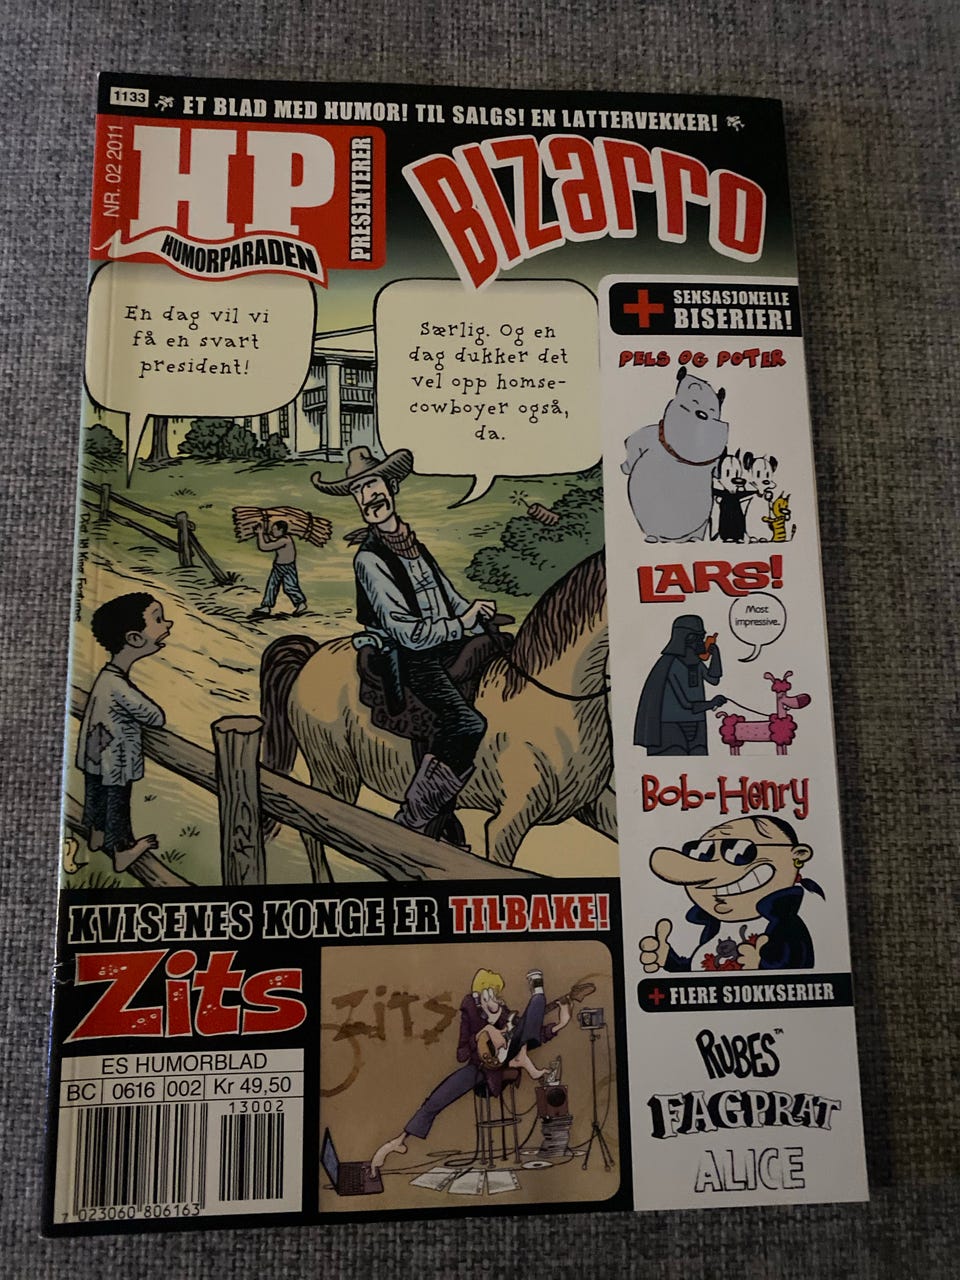 1133
ET BLAD MED HUMOR! TIL SALGS! EN LATTERVEKKER!
NR. 02 2011
HP
HUMORPARADEN
PRESENTERER
Bizarro
En dag vil vi
få en svart
president!
Særlig. Og en
dag dukker det
vel opp homse-
cowboyer også,
da.
+ SENSASJONELLE
BISERIER!
PELS OG POTER
LARS!
Most
impressive.
Bob-Henry
+ FLERE SJOKKSERIER
RUBES™
FAGPRAT
ALICE
KVISENES KONGE ER TILBAKE!
Zits
Zits
ES HUMORBLAD
BC 0616 002 Kr 49,50
13002
7 023060 806163